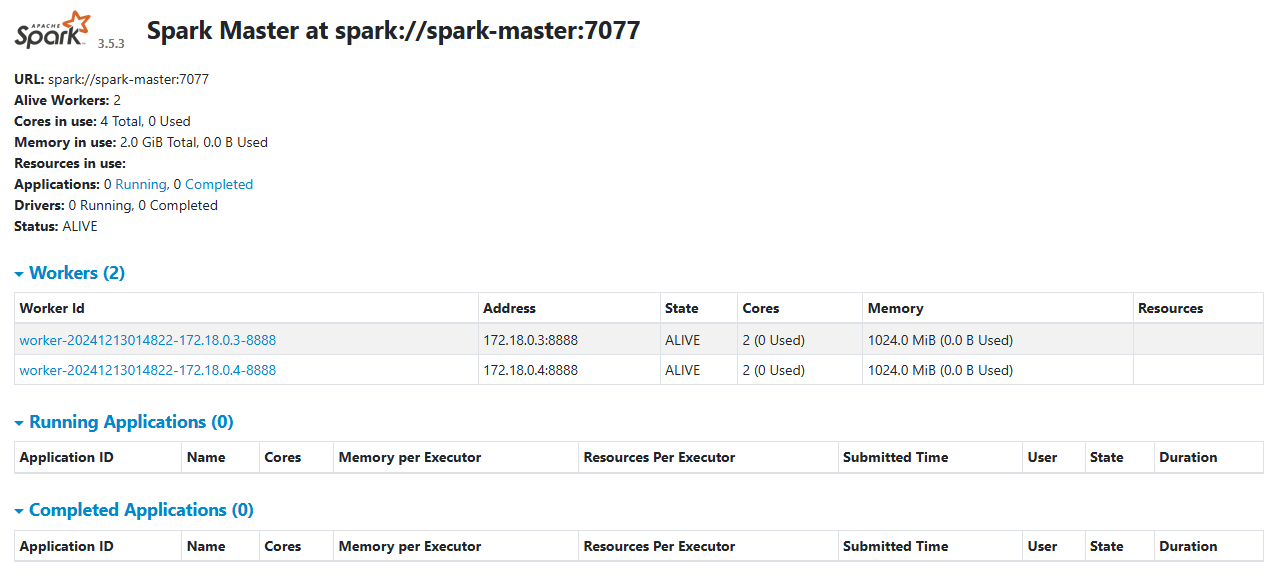 APACHE
Spark 3.5.3 Spark Master at spark://spark-master:7077
URL: spark://spark-master:7077
Alive Workers: 2
Cores in use: 4 Total, 0 Used
Memory in use: 2.0 GiB Total, 0.0 B Used
Resources in use:
Applications: 0 Running, 0 Completed
Drivers: 0 Running, 0 Completed
Status: ALIVE
Workers (2)
Worker Id Address State Cores Memory Resources
worker-20241213014822-172.18.0.3-8888 172.18.0.3:8888 ALIVE 2 (0 Used) 1024.0 MiB (0.0 B Used)
worker-20241213014822-172.18.0.4-8888 172.18.0.4:8888 ALIVE 2 (0 Used) 1024.0 MiB (0.0 B Used)
Running Applications (0)
Application ID Name Cores Memory per Executor Resources Per Executor Submitted Time User State Duration
Completed Applications (0)
Application ID Name Cores Memory per Executor Resources Per Executor Submitted Time User State Duration